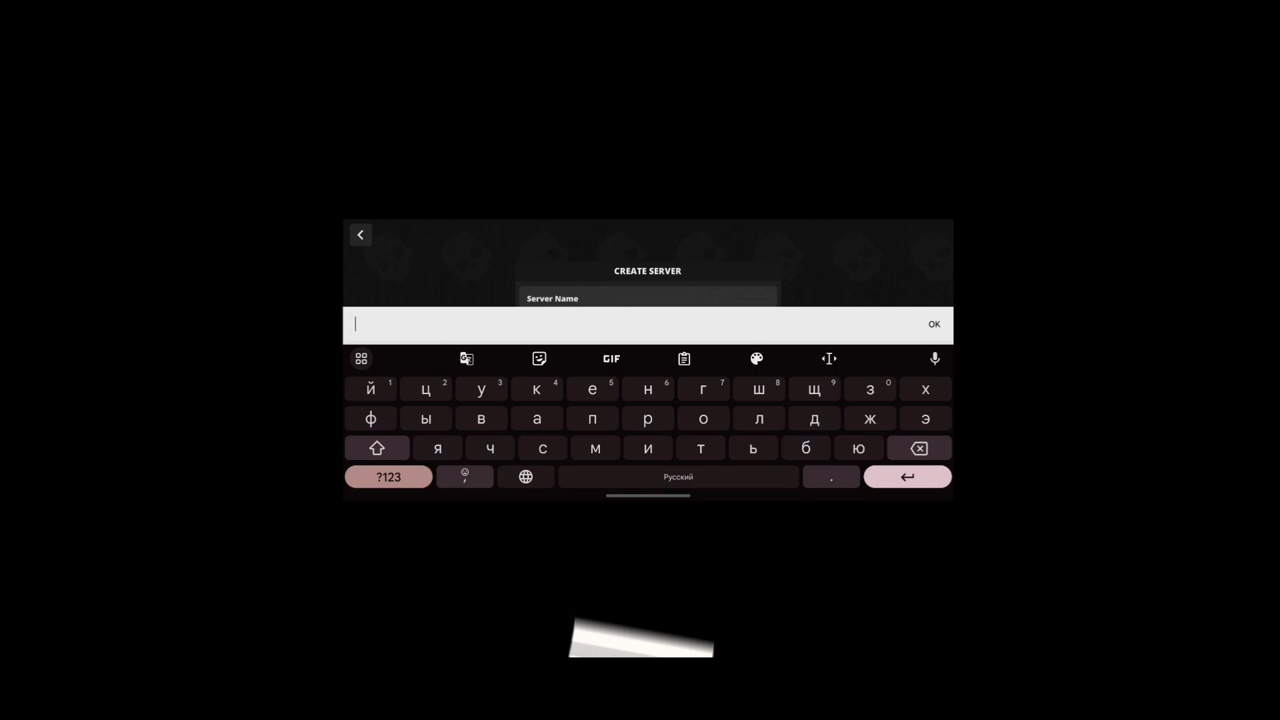 CREATE SERVER
Server Name
OK
GIF
й 1 ц 2 у 3 к 4 е 5 н 6 г 7 ш 8 щ 9 з 0 х
ф ы в а п р о л д ж э
я ч с м и т ь б ю
?123 , Русский .